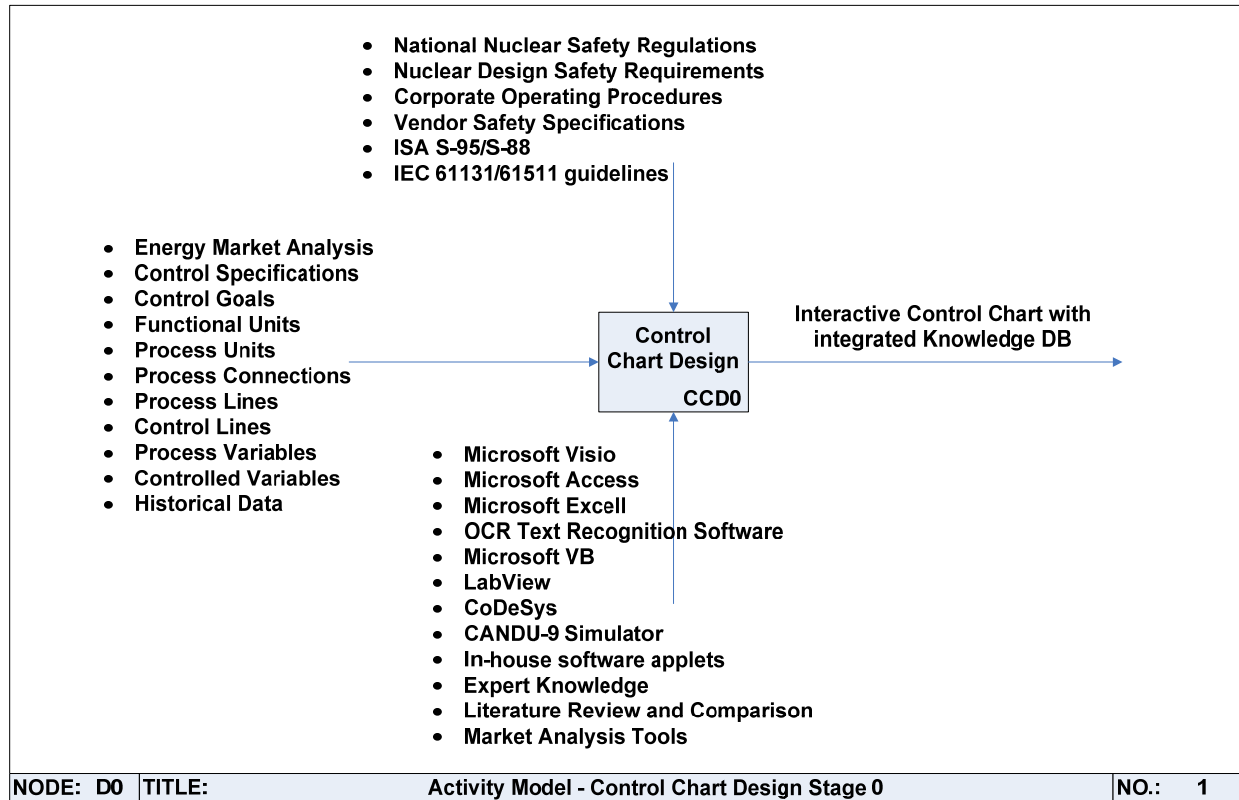 • National Nuclear Safety Regulations
• Nuclear Design Safety Requirements
• Corporate Operating Procedures
• Vendor Safety Specifications
• ISA S-95/S-88
• IEC 61131/61511 guidelines
• Energy Market Analysis
• Control Specifications
• Control Goals
• Functional Units
• Process Units
• Process Connections
• Process Lines
• Control Lines
• Process Variables
• Controlled Variables
• Historical Data
Control
Chart Design
CCD0
Interactive Control Chart with
integrated Knowledge DB
• Microsoft Visio
• Microsoft Access
• Microsoft Excell
• OCR Text Recognition Software
• Microsoft VB
• LabView
• CoDeSys
• CANDU-9 Simulator
• In-house software applets
• Expert Knowledge
• Literature Review and Comparison
• Market Analysis Tools
NODE: D0 TITLE: Activity Model - Control Chart Design Stage 0 NO.: 1